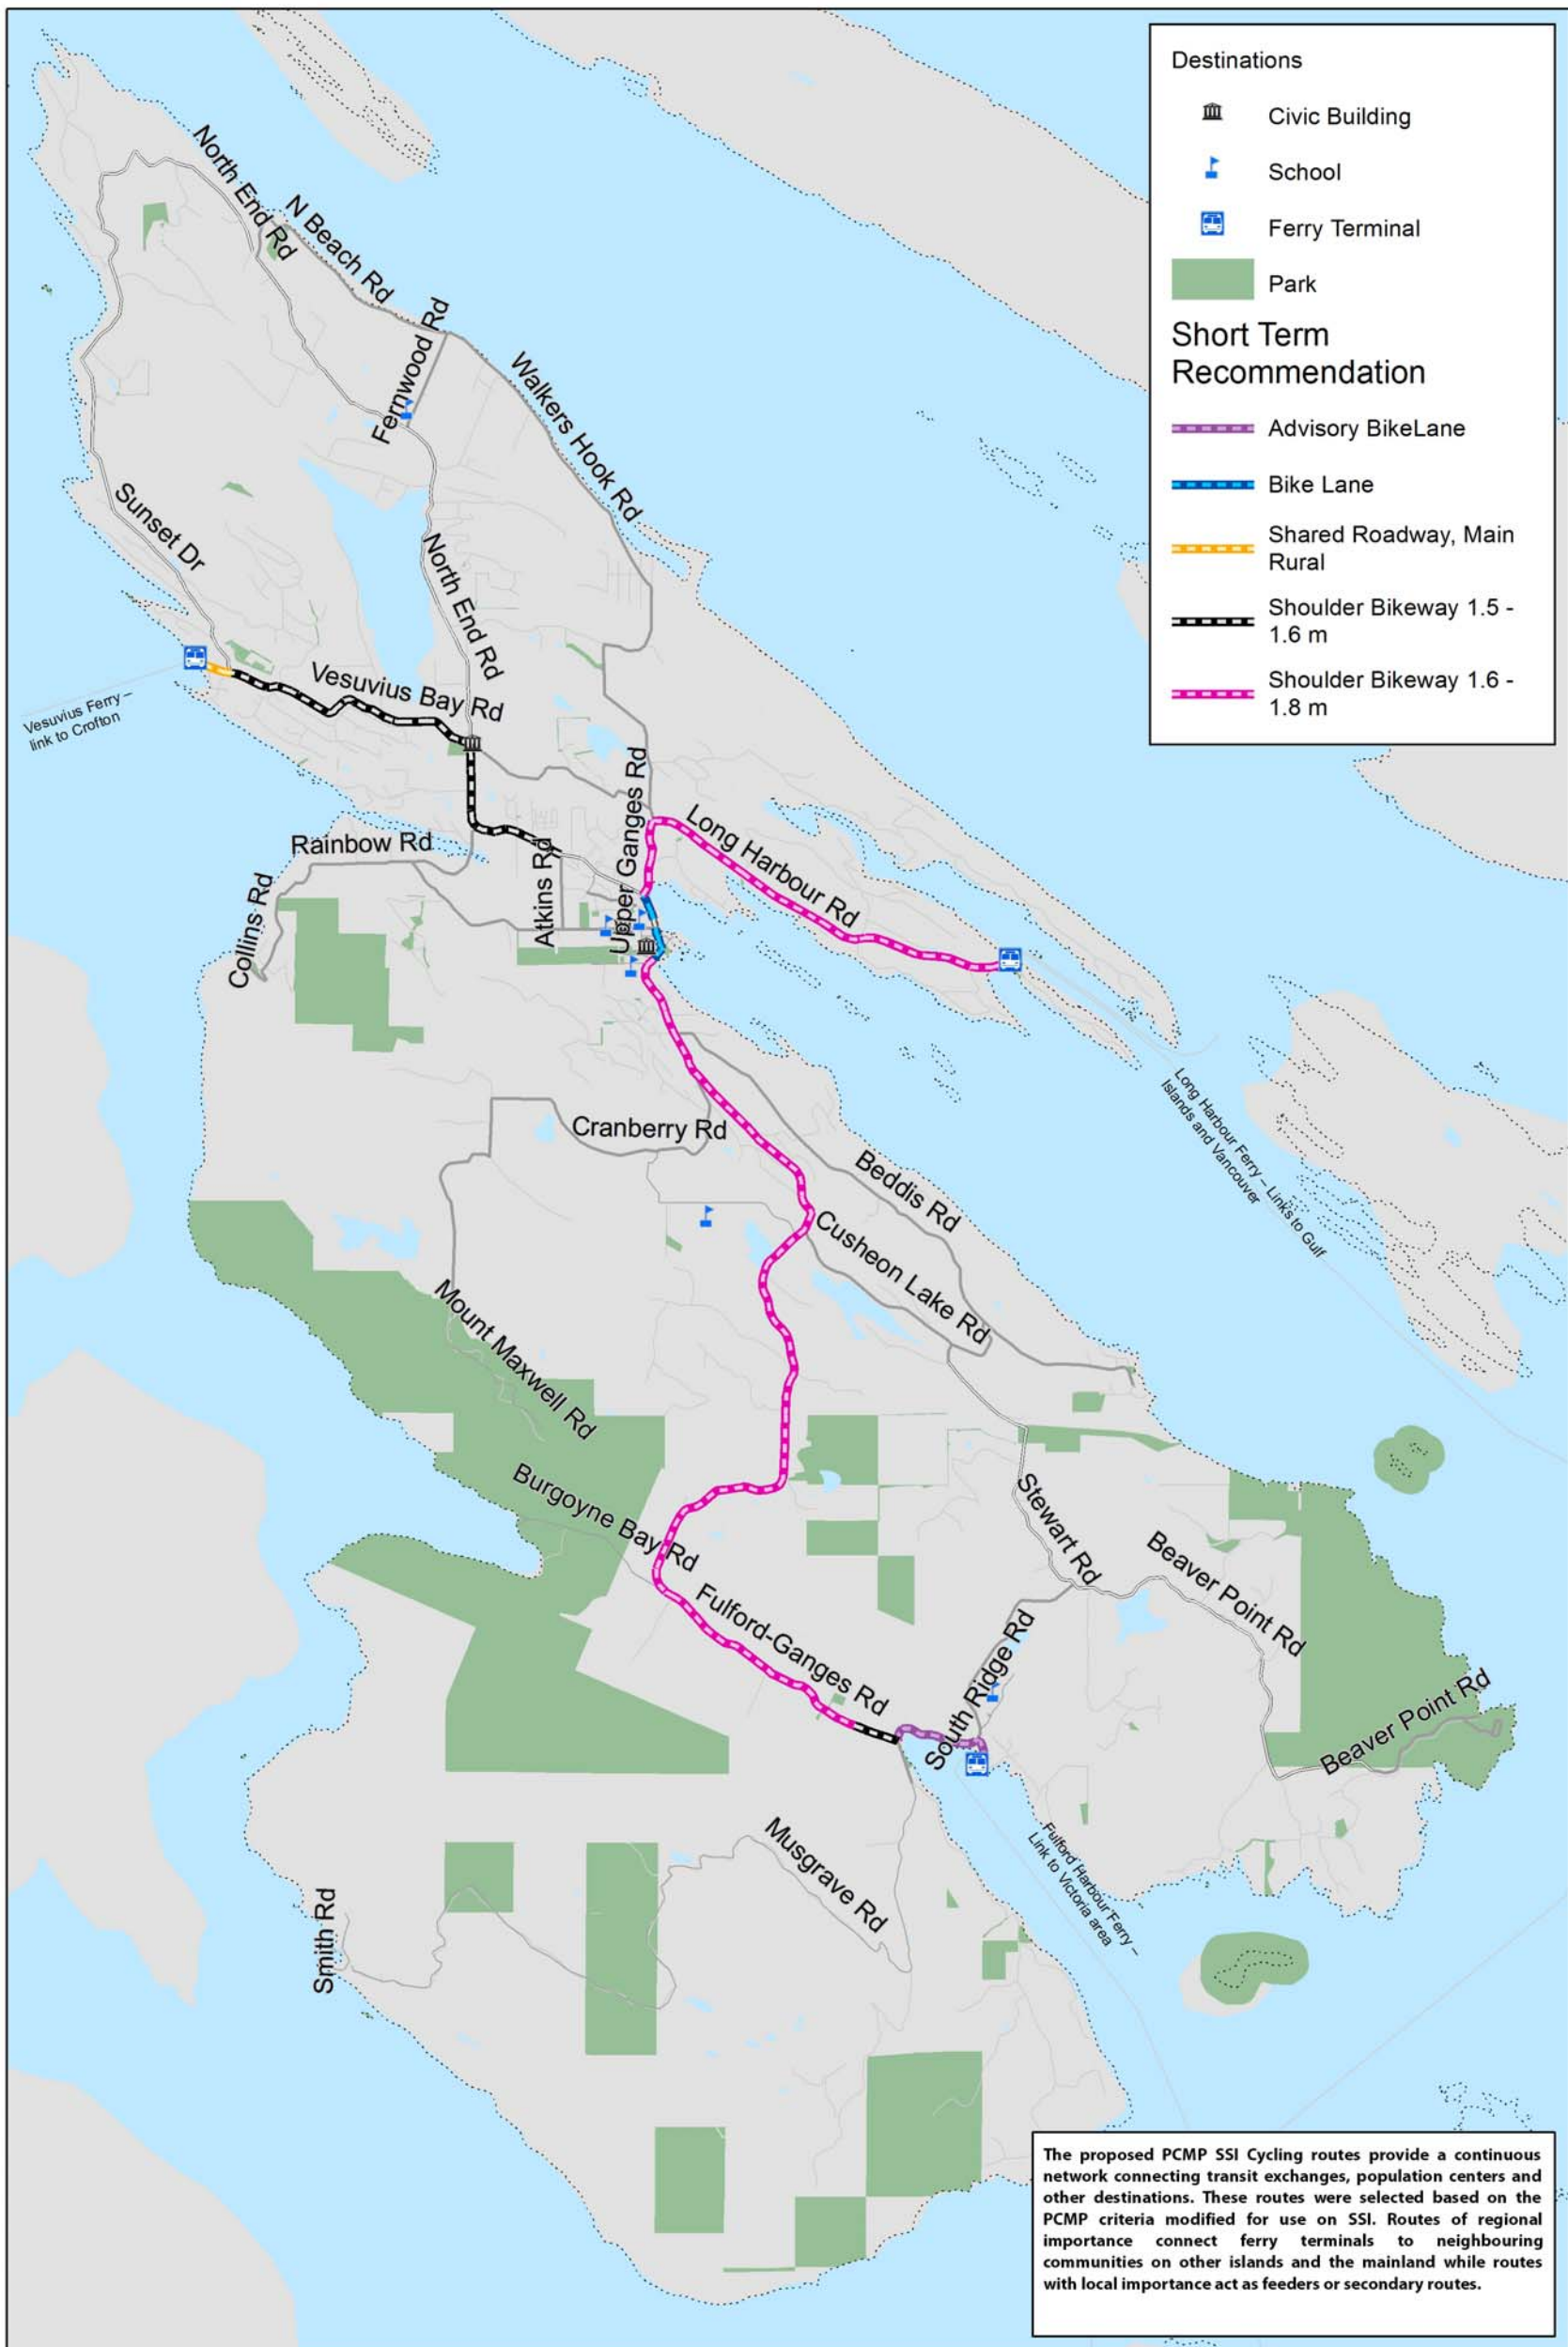 Destinations
Civic Building
School
Ferry Terminal
Park
Short Term
Recommendation
Advisory BikeLane
Bike Lane
Shared Roadway, Main
Rural
Shoulder Bikeway 1.5 -
1.6 m
Shoulder Bikeway 1.6 -
1.8 m
North End Rd
N Beach Rd
Fernwood Rd
Walkers Hook Rd
Sunset Dr
North End Rd
Vesuvius Bay Rd
Vesuvius Ferry –
link to Crofton
Upper Ganges Rd
Long Harbour Rd
Rainbow Rd
Atkins Rd
Collins Rd
Long Harbour Ferry – Links to Gulf
Islands and Vancouver
Cranberry Rd
Beddis Rd
Cusheon Lake Rd
Mount Maxwell Rd
Burgoyne Bay Rd
Stewart Rd
Beaver Point Rd
Fulford-Ganges Rd
South Ridge Rd
Beaver Point Rd
Musgrave Rd
Fulford Harbour Ferry –
Link to Victoria area
Smith Rd
The proposed PCMP SSI Cycling routes provide a continuous
network connecting transit exchanges, population centers and
other destinations. These routes were selected based on the
PCMP criteria modified for use on SSI. Routes of regional
importance connect ferry terminals to neighbouring
communities on other islands and the mainland while routes
with local importance act as feeders or secondary routes.